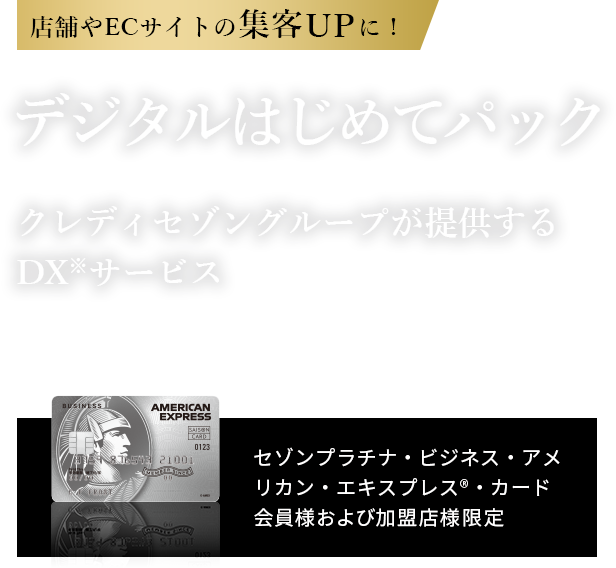 店舗やECサイトの集客UPに！
デジタルはじめてパック
クレディセゾングループが提供する
DX※サービス
BUSINESS
AMERICAN
EXPRESS
SAISON
CARD
0123
セゾンプラチナ・ビジネス・アメ
リカン・エキスプレス®・カード
会員様および加盟店様限定